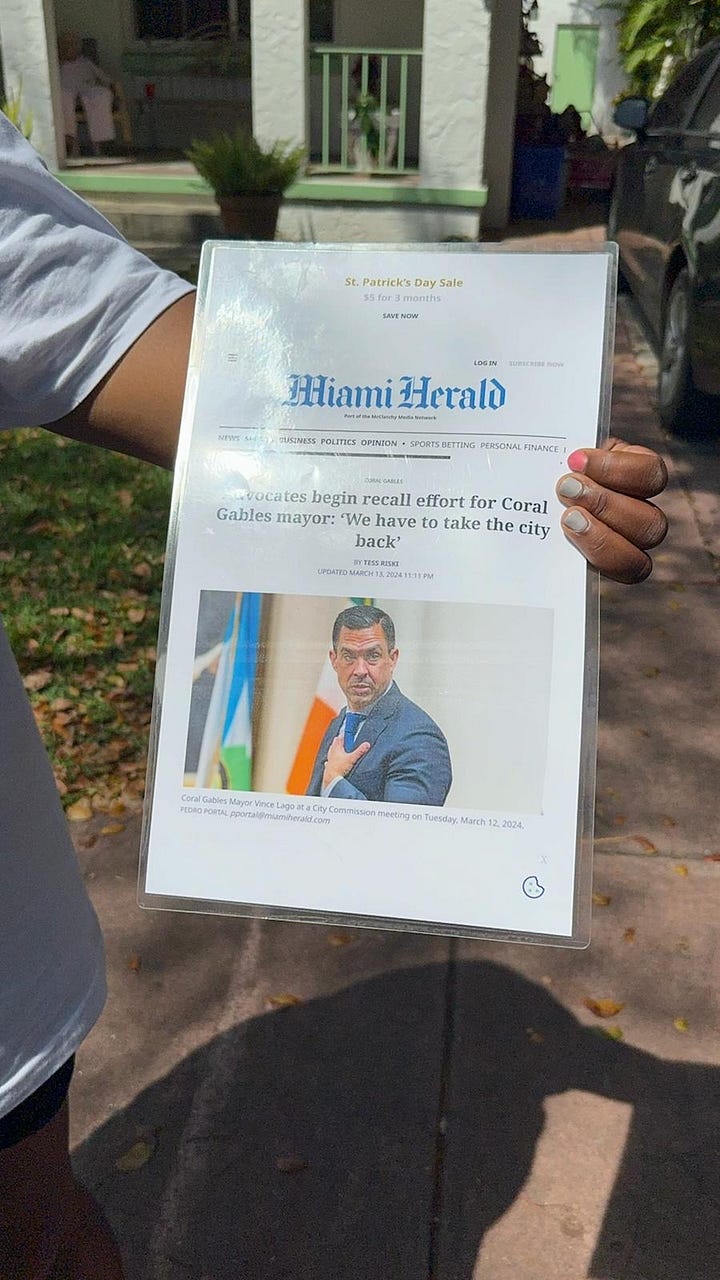 St. Patrick's Day Sale
$5 for 3 months
SAVE NOW
LOG IN SUBSCRIBE NOW
Miami Herald
Part of the McClatchy Media Network
NEWS BUSINESS POLITICS OPINION • SPORTS BETTING PERSONAL FINANCE
CORAL GABLES
Advocates begin recall effort for Coral
Gables mayor: ‘We have to take the city
back’
BY TESS RISKI
UPDATED MARCH 13, 2024 11:11 PM
Coral Gables Mayor Vince Lago at a City Commission meeting on Tuesday, March 12, 2024.
PEDRO PORTAL pportal@miamiherald.com
X